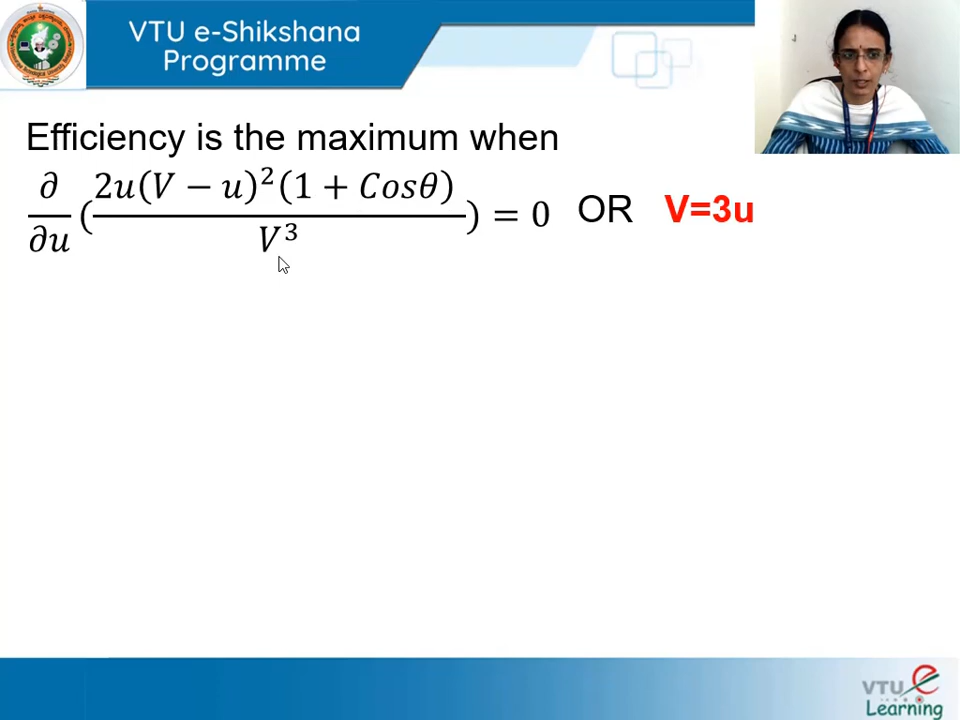 VTU e-Shikshana
Programme
Efficiency is the maximum when
∂/∂u (2u(V − u)²(1 + Cosθ)/V³) = 0 OR V=3u
VTU e
Learning